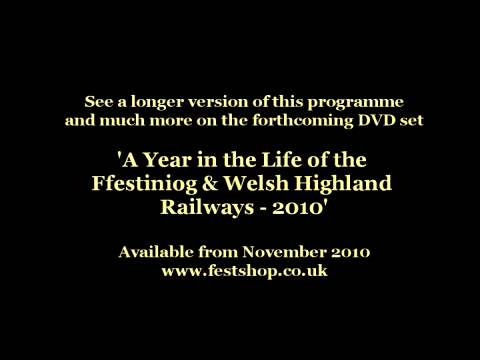 See a longer version of this programme
and much more on the forthcoming DVD set
'A Year in the Life of the
Ffestiniog & Welsh Highland
Railways - 2010'
Available from November 2010
www.festshop.co.uk